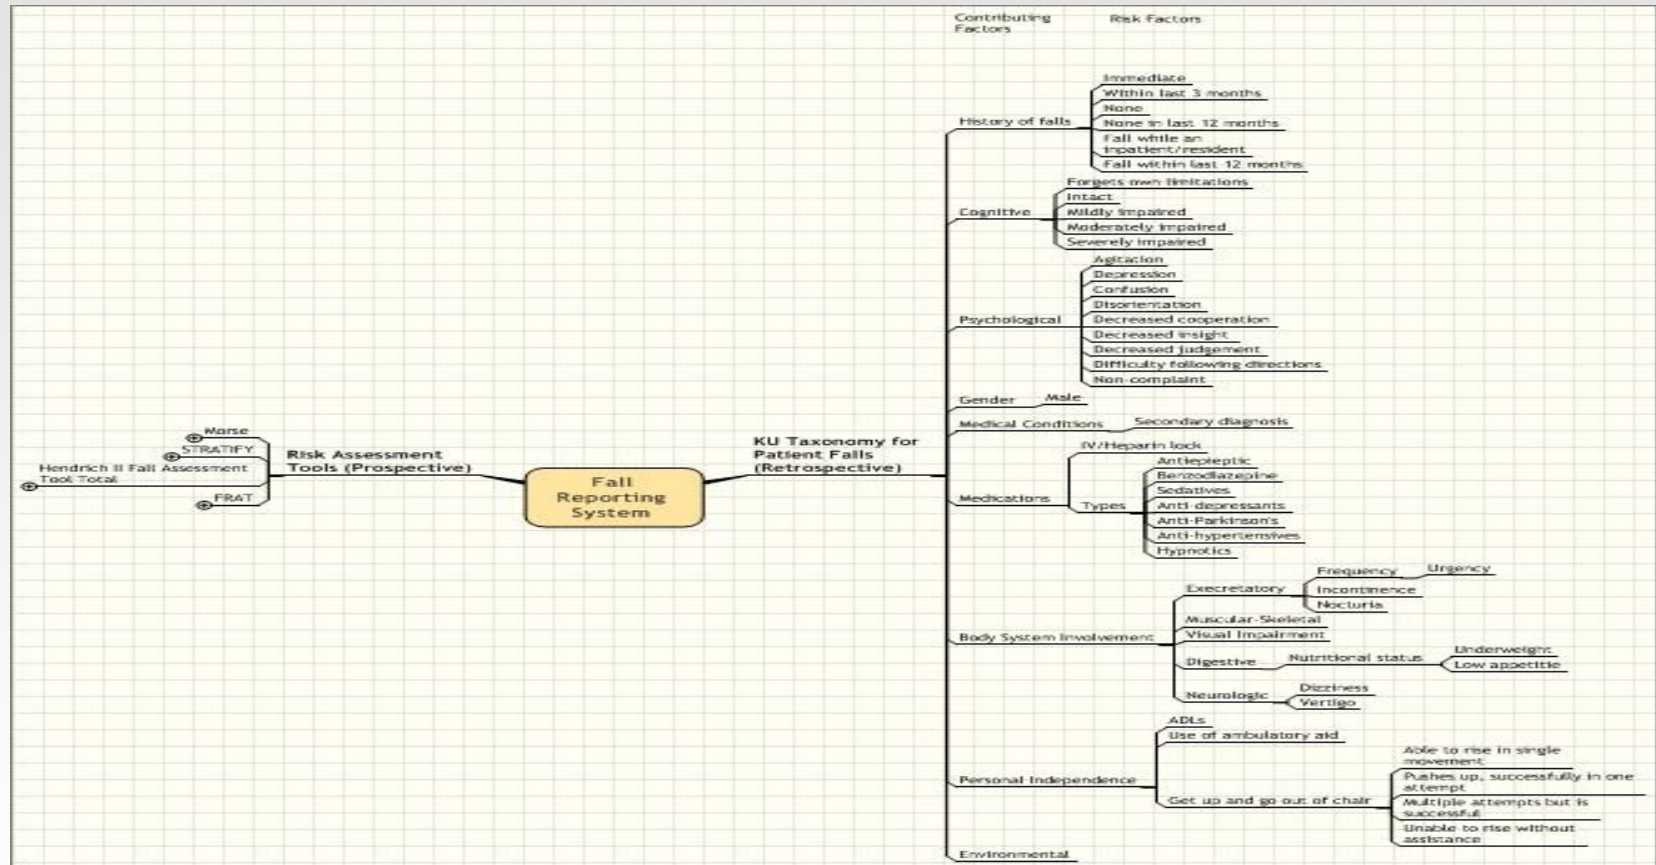 Contributing
Factors
Risk Factors
History of falls
Immediate
Within last 3 months
None
None in last 12 months
Fall while an
inpatient/resident
Fall within last 12 months
Cognitive
Forgets own limitations
Intact
Mildly impaired
Moderately impaired
Severely impaired
Psychological
Agitation
Depression
Confusion
Disorientation
Decreased cooperation
Decreased insight
Decreased judgement
Difficulty following directions
Non-complaint
Gender
Male
Medical Conditions
Secondary diagnosis
Medications
IV/Heparin lock
Types
Antiepleptic
Benzodiazepine
Sedatives
Anti-depressants
Anti-Parkinson's
Anti-hypertensives
Hypnotics
Body System Involvement
Execretatory
Frequency
Urgency
Incontinence
Nocturia
Muscular-Skeletal
Visual Impairment
Digestive
Nutritional status
Underweight
Low appetitie
Neurologic
Dizziness
Vertigo
Personal Independence
ADLs
Use of ambulatory aid
Get up and go out of chair
Able to rise in single
movement
Pushes up, successfully in one
attempt
Multiple attempts but is
successful
Unable to rise without
assistance
Environmental
KU Taxonomy for
Patient Falls
(Retrospective)
Fall
Reporting
System
Risk Assessment
Tools (Prospective)
Morse
STRATIFY
Hendrich II Fall Assessment
Tool Total
FRAT